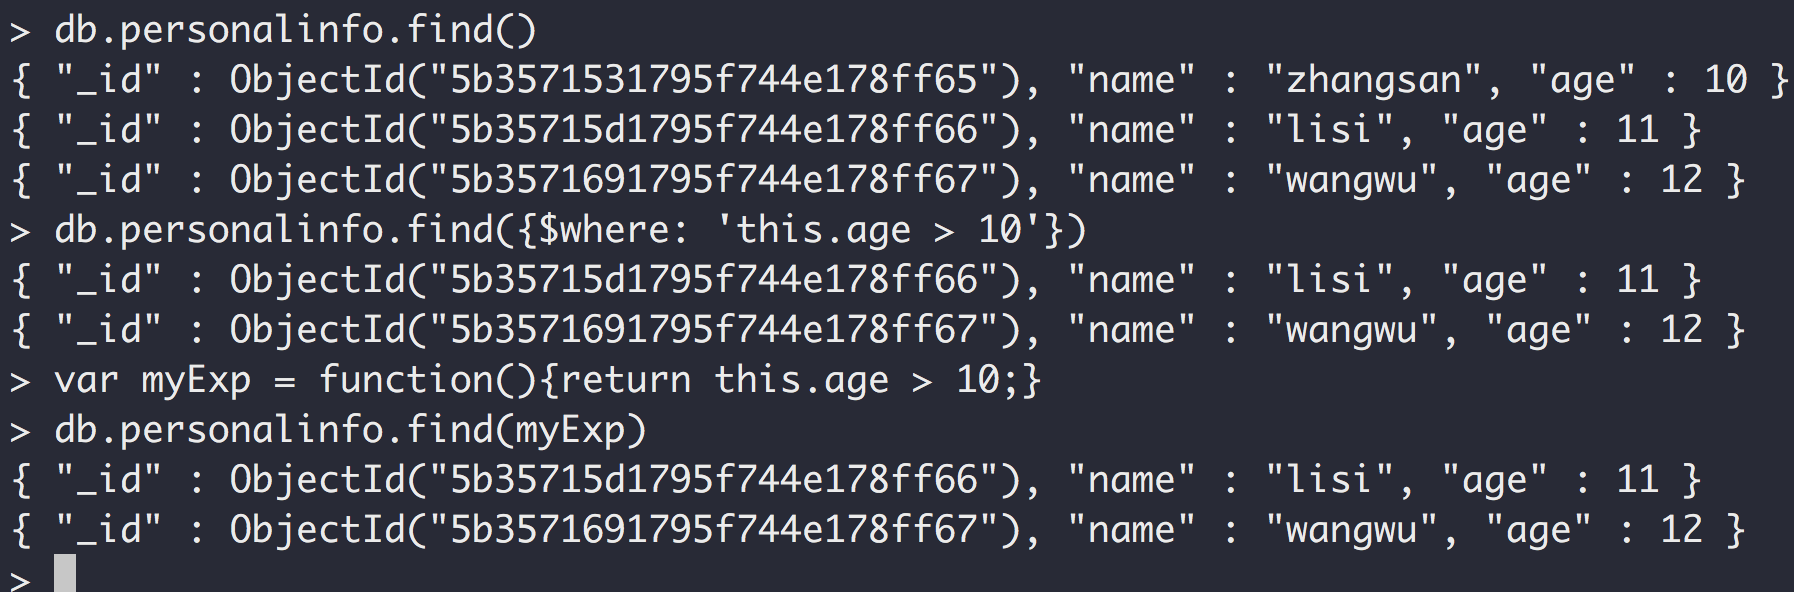 > db.personalinfo.find()
{ "_id" : ObjectId("5b3571531795f744e178ff65"), "name" : "zhangsan", "age" : 10 }
{ "_id" : ObjectId("5b35715d1795f744e178ff66"), "name" : "lisi", "age" : 11 }
{ "_id" : ObjectId("5b3571691795f744e178ff67"), "name" : "wangwu", "age" : 12 }
> db.personalinfo.find({$where: 'this.age > 10'})
{ "_id" : ObjectId("5b35715d1795f744e178ff66"), "name" : "lisi", "age" : 11 }
{ "_id" : ObjectId("5b3571691795f744e178ff67"), "name" : "wangwu", "age" : 12 }
> var myExp = function(){return this.age > 10;}
> db.personalinfo.find(myExp)
{ "_id" : ObjectId("5b35715d1795f744e178ff66"), "name" : "lisi", "age" : 11 }
{ "_id" : ObjectId("5b3571691795f744e178ff67"), "name" : "wangwu", "age" : 12 }
>